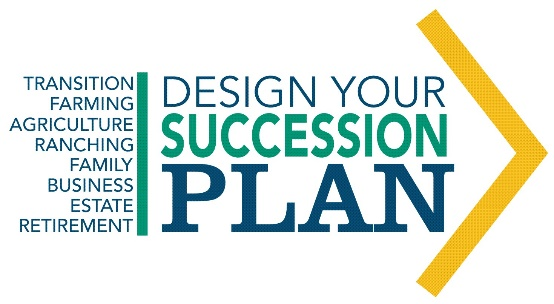 TRANSITION
FARMING
AGRICULTURE
RANCHING
FAMILY
BUSINESS
ESTATE
RETIREMENT
DESIGN YOUR
SUCCESSION
PLAN